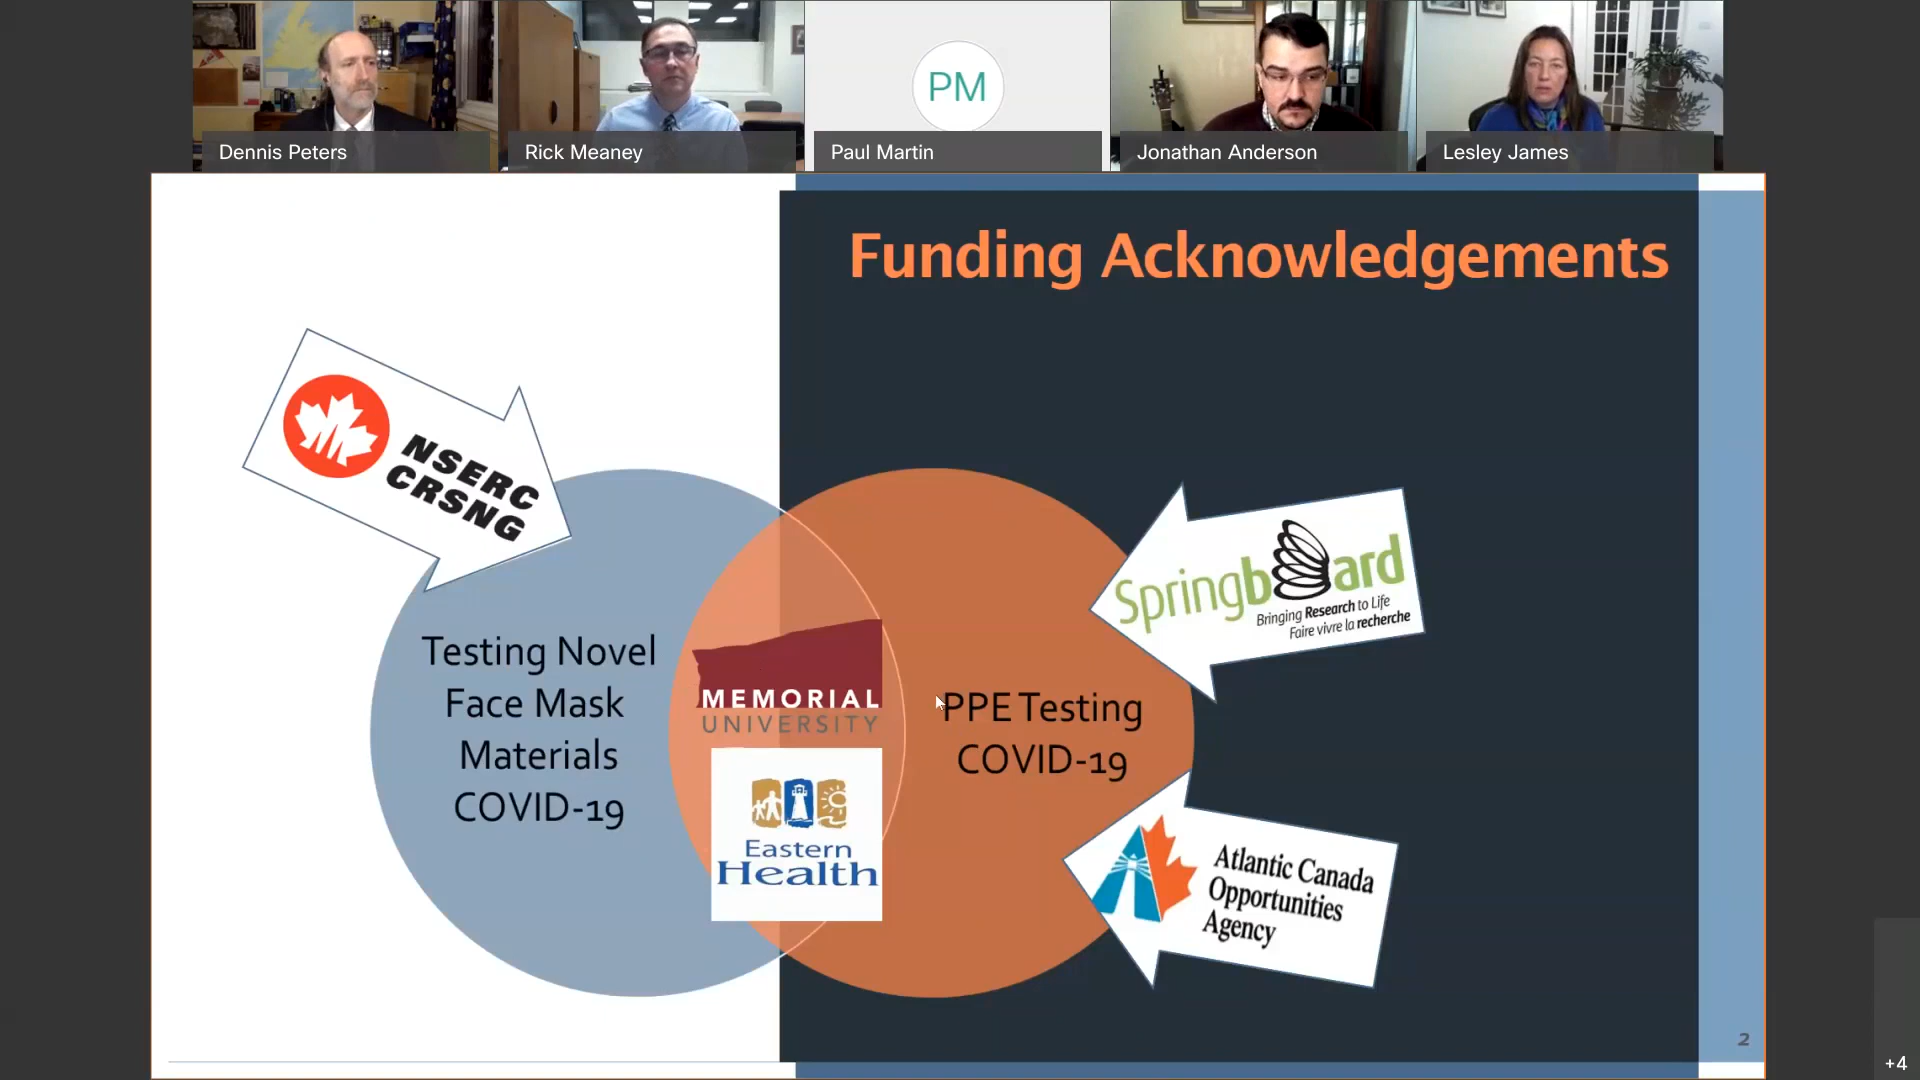 Dennis Peters
Rick Meaney
PM
Paul Martin
Jonathan Anderson
Lesley James
Funding Acknowledgements
NSERC
CRSNG
Testing Novel
Face Mask
Materials
COVID-19
MEMORIAL
UNIVERSITY
Eastern
Health
PPE Testing
COVID-19
Springboard
Bringing Research to Life
Faire vivre la recherche
Atlantic Canada
Opportunities
Agency
2
+4